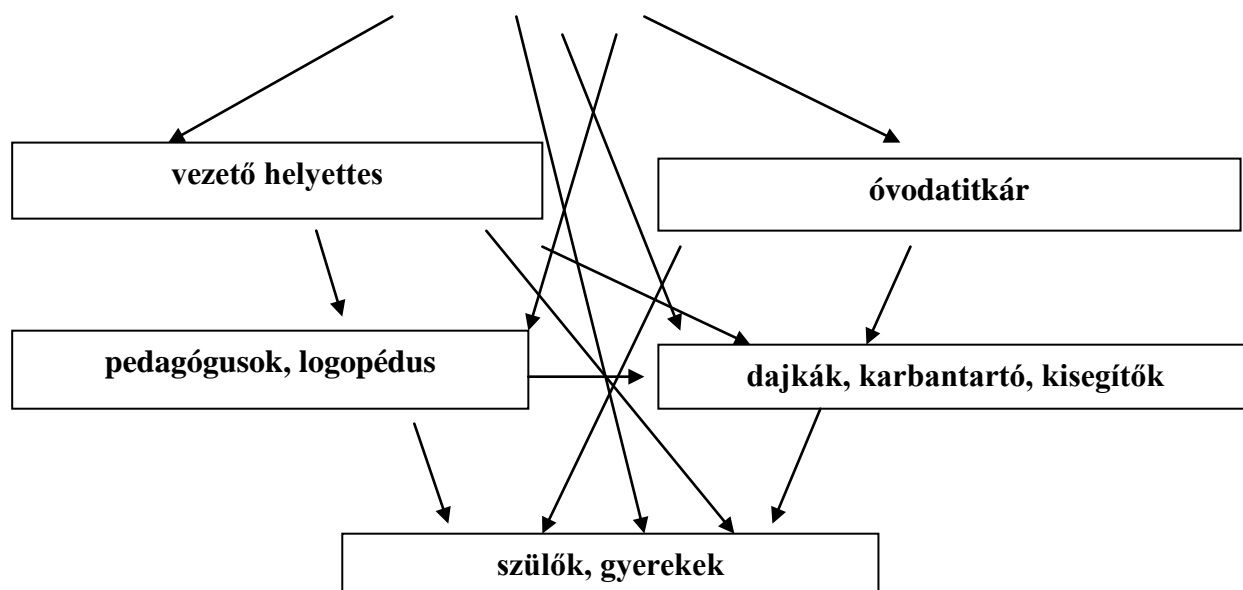 vezető helyettes
óvodatitkár
pedagógusok, logopédus
dajkák, karbantartó, kisegítők
szülők, gyerekek